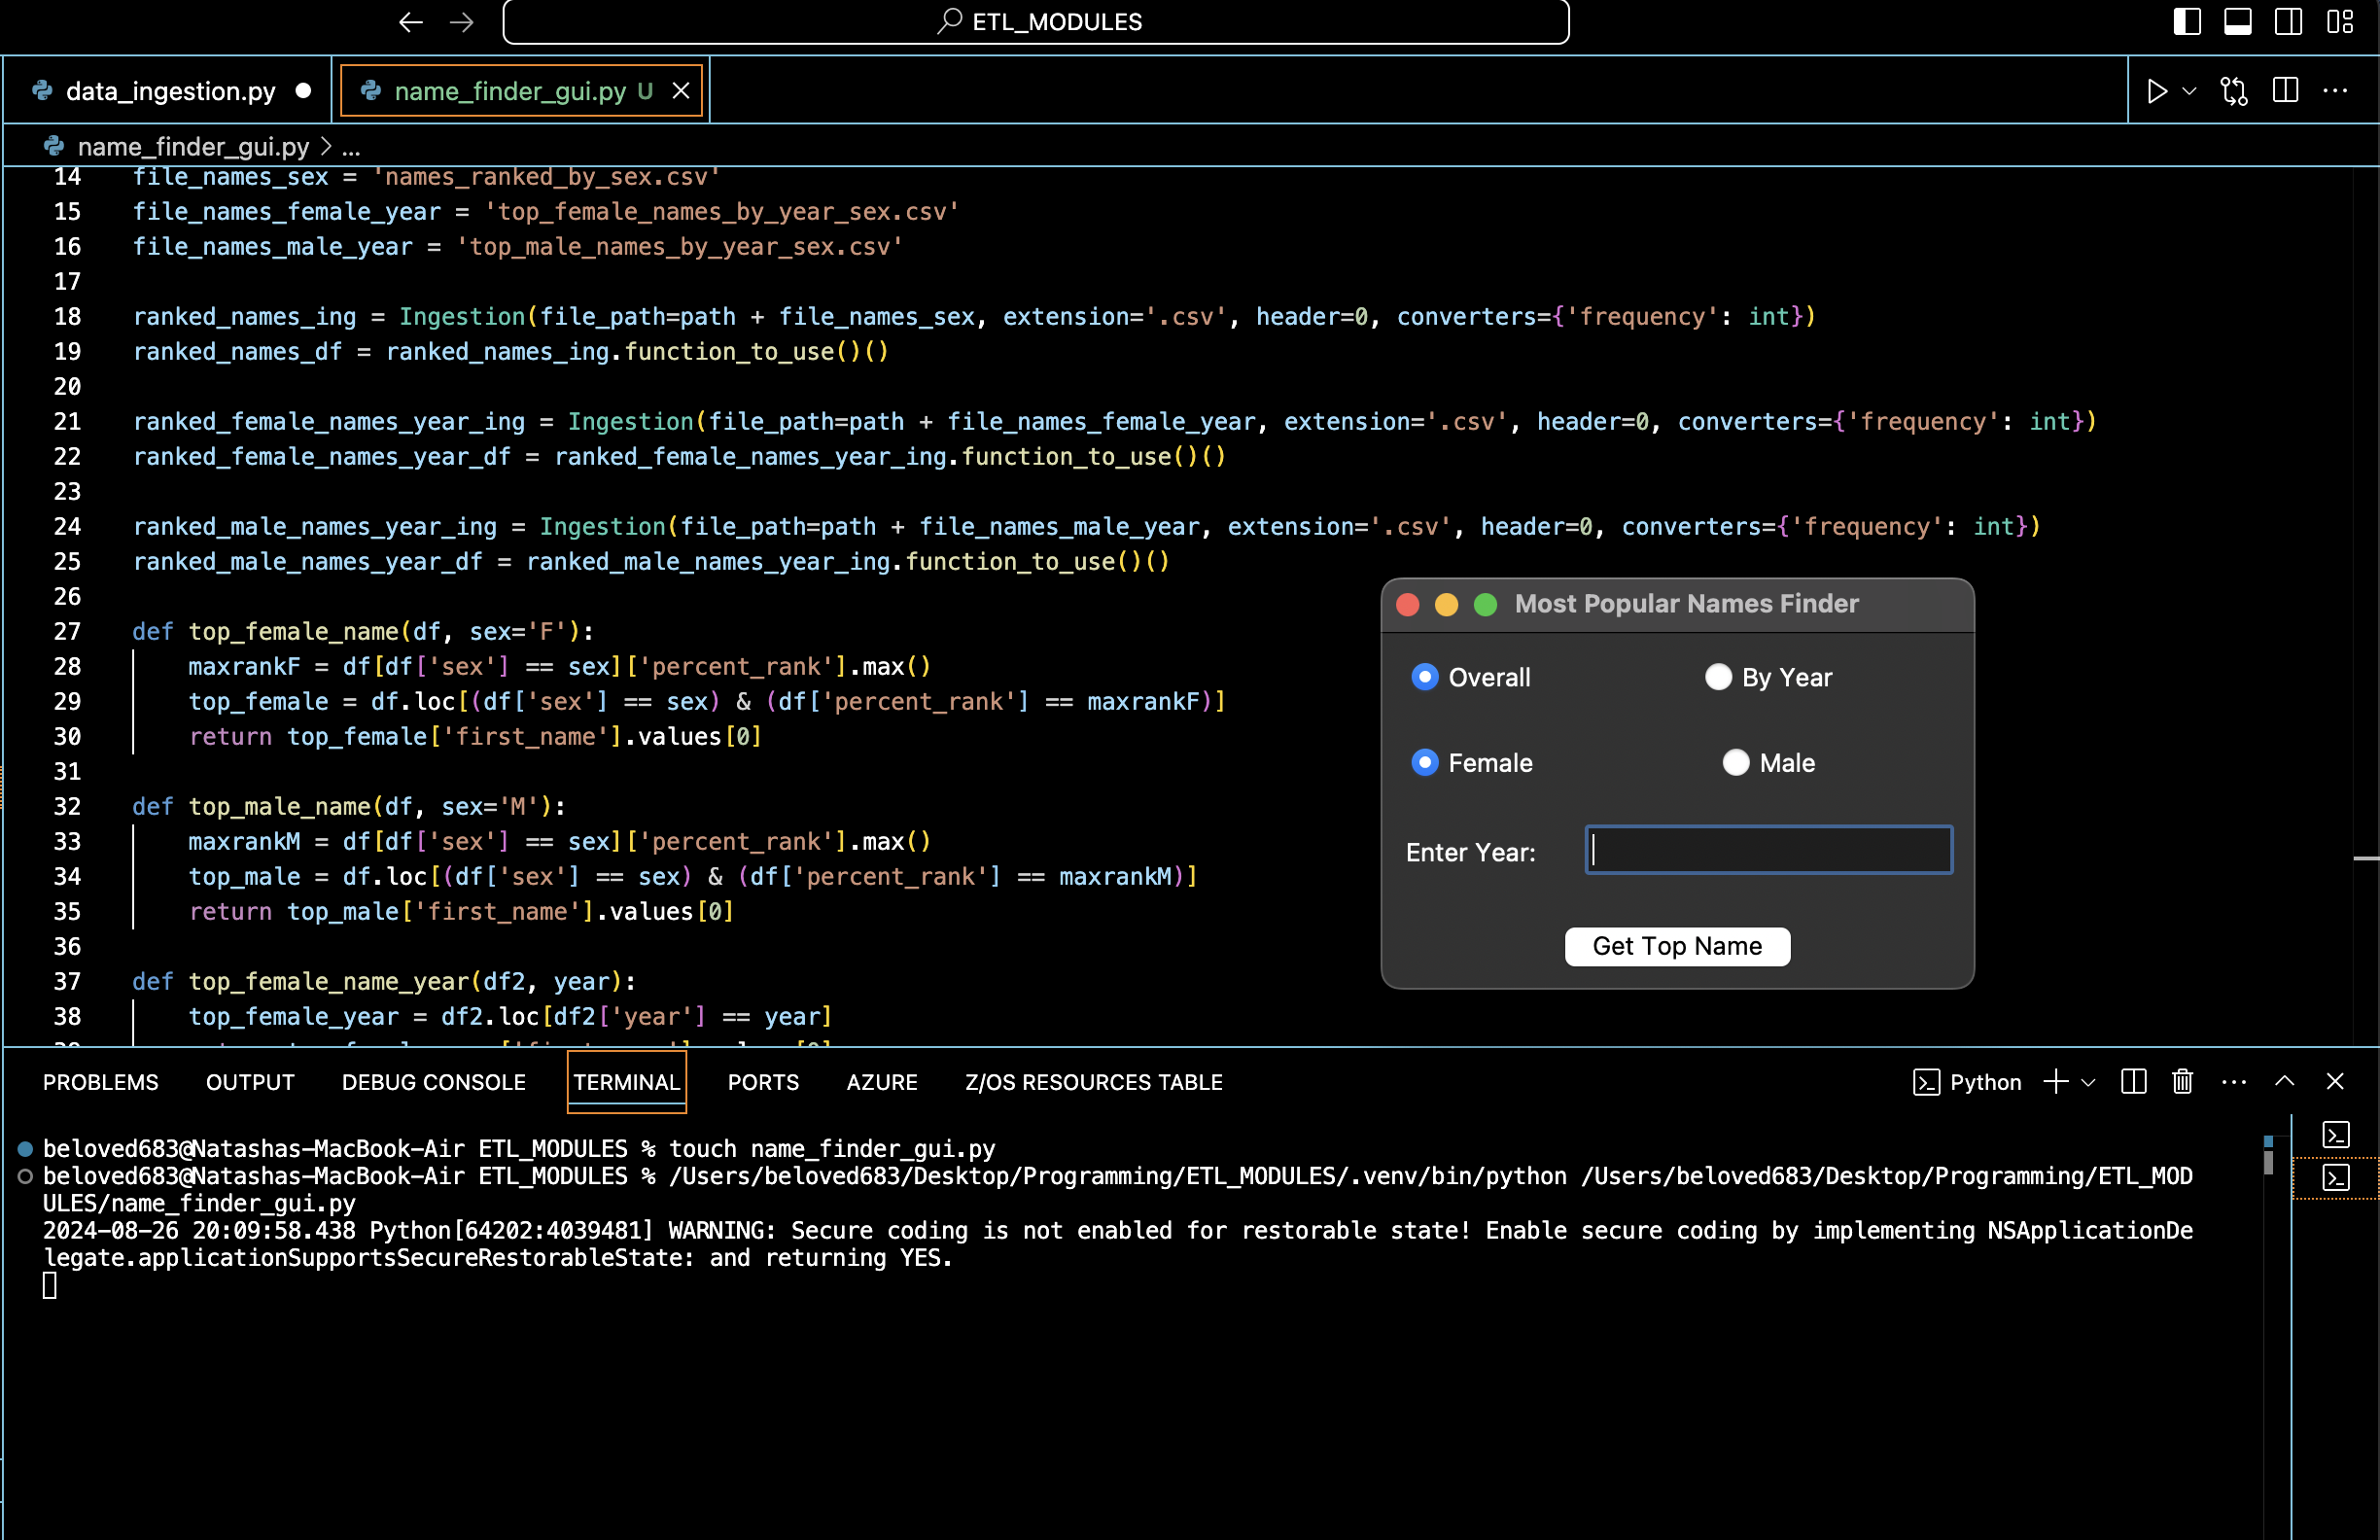 ETL_MODULES
data_ingestion.py
name_finder_gui.py U
name_finder_gui.py > ...
14 file_names_sex = 'names_ranked_by_sex.csv'
15 file_names_female_year = 'top_female_names_by_year_sex.csv'
16 file_names_male_year = 'top_male_names_by_year_sex.csv'
17
18 ranked_names_ing = Ingestion(file_path=path + file_names_sex, extension='.csv', header=0, converters={'frequency': int})
19 ranked_names_df = ranked_names_ing.function_to_use()()
20
21 ranked_female_names_year_ing = Ingestion(file_path=path + file_names_female_year, extension='.csv', header=0, converters={'frequency': int})
22 ranked_female_names_year_df = ranked_female_names_year_ing.function_to_use()()
23
24 ranked_male_names_year_ing = Ingestion(file_path=path + file_names_male_year, extension='.csv', header=0, converters={'frequency': int})
25 ranked_male_names_year_df = ranked_male_names_year_ing.function_to_use()()
26
27 def top_female_name(df, sex='F'):
28     maxrankF = df[df['sex'] == sex]['percent_rank'].max()
29     top_female = df.loc[(df['sex'] == sex) & (df['percent_rank'] == maxrankF)]
30     return top_female['first_name'].values[0]
31
32 def top_male_name(df, sex='M'):
33     maxrankM = df[df['sex'] == sex]['percent_rank'].max()
34     top_male = df.loc[(df['sex'] == sex) & (df['percent_rank'] == maxrankM)]
35     return top_male['first_name'].values[0]
36
37 def top_female_name_year(df2, year):
38     top_female_year = df2.loc[df2['year'] == year]
Most Popular Names Finder
Overall By Year
Female Male
Enter Year:
Get Top Name
PROBLEMS OUTPUT DEBUG CONSOLE TERMINAL PORTS AZURE Z/OS RESOURCES TABLE Python
beloved683@Natashas-MacBook-Air ETL_MODULES % touch name_finder_gui.py
beloved683@Natashas-MacBook-Air ETL_MODULES % /Users/beloved683/Desktop/Programming/ETL_MODULES/.venv/bin/python /Users/beloved683/Desktop/Programming/ETL_MOD
ULES/name_finder_gui.py
2024-08-26 20:09:58.438 Python[64202:4039481] WARNING: Secure coding is not enabled for restorable state! Enable secure coding by implementing NSApplicationDe
legate.applicationSupportsSecureRestorableState: and returning YES.